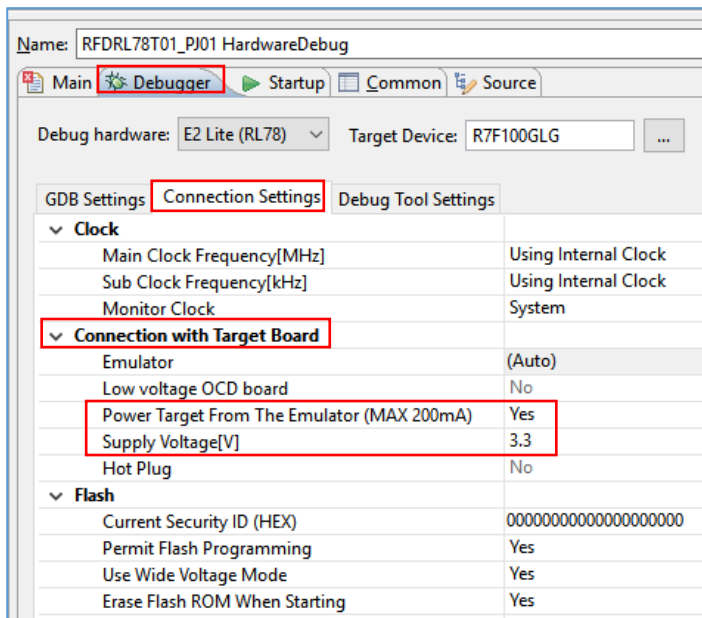 Name: RFDRL78T01_PJ01 HardwareDebug
Main Debugger Startup Common Source
Debug hardware: E2 Lite (RL78) Target Device: R7F100GLG ...
GDB Settings Connection Settings Debug Tool Settings
Clock
Main Clock Frequency[MHz] Using Internal Clock
Sub Clock Frequency[kHz] Using Internal Clock
Monitor Clock System
Connection with Target Board
Emulator (Auto)
Low voltage OCD board No
Power Target From The Emulator (MAX 200mA) Yes
Supply Voltage[V] 3.3
Hot Plug No
Flash
Current Security ID (HEX) 00000000000000000000
Permit Flash Programming Yes
Use Wide Voltage Mode Yes
Erase Flash ROM When Starting Yes